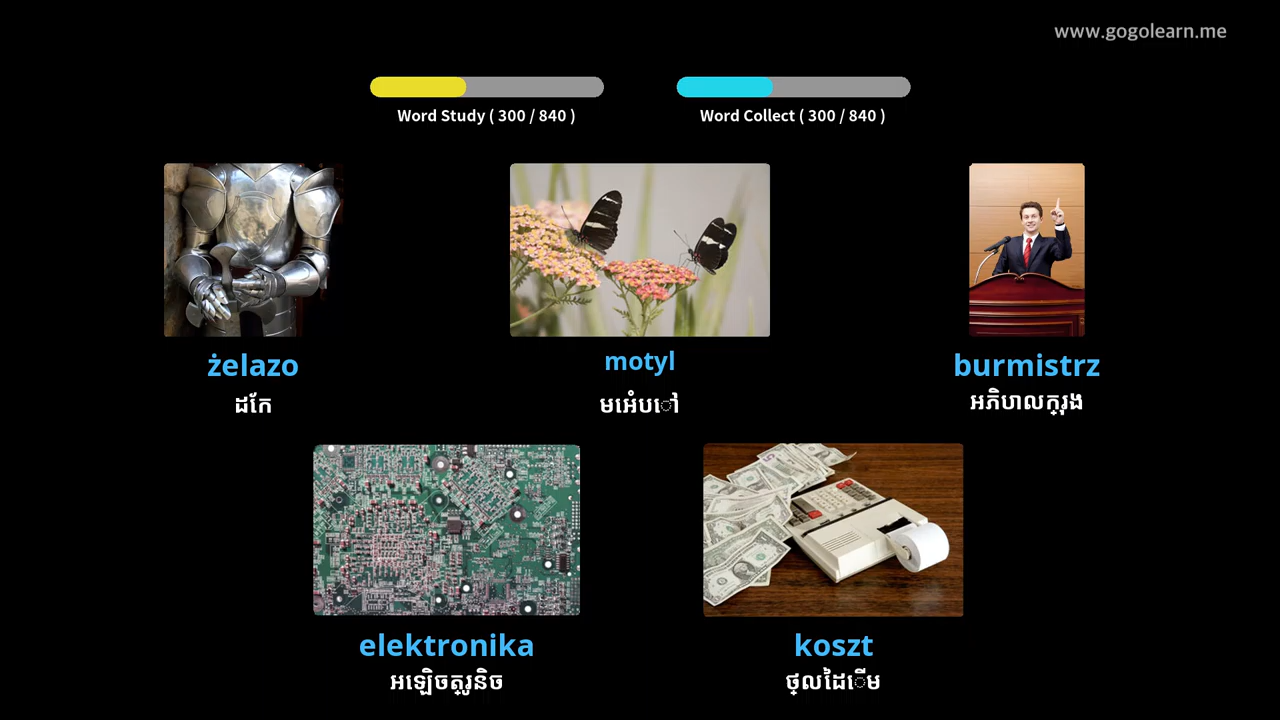 www.gogolearn.me
Word Study ( 300 / 840 )
Word Collect ( 300 / 840 )
żelazo
ដែក
motyl
មេអំបៅ
burmistrz
អភិបាលក្រុង
elektronika
អេឡិចត្រូនិច
koszt
ថ្លៃដើម